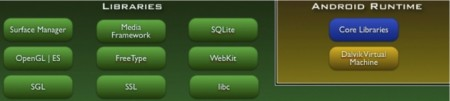 LIBRARIES
Surface Manager
Media
Framework
SQLite
OpenGL | ES
FreeType
WebKit
SGL
SSL
libc
ANDROID RUNTIME
Core Libraries
Dalvik Virtual
Machine